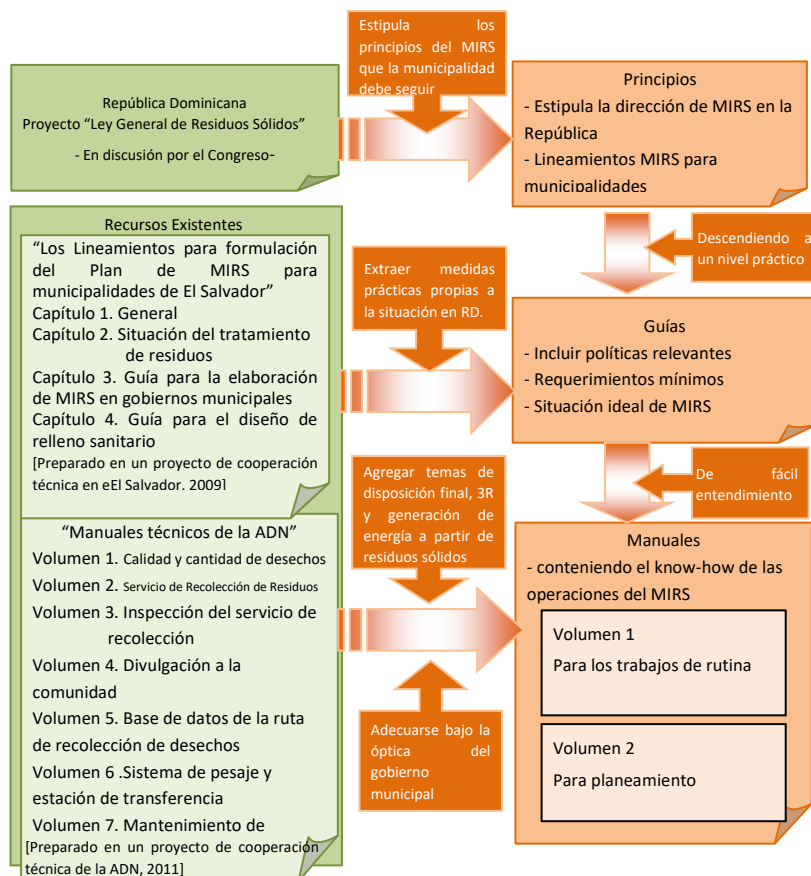 Estipula los
principios del MIRS
que la municipalidad
debe seguir
República Dominicana
Proyecto “Ley General de Residuos Sólidos”
- En discusión por el Congreso-
Principios
- Estipula la dirección de MIRS en la
República
- Lineamientos MIRS para
municipalidades
Descendiendo a
un nivel práctico
Recursos Existentes
“Los Lineamientos para formulación
del Plan de MIRS para
municipalidades de El Salvador”
Capítulo 1. General
Capítulo 2. Situación del tratamiento
de residuos
Capítulo 3. Guía para la elaboración
de MIRS en gobiernos municipales
Capítulo 4. Guía para el diseño de
relleno sanitario
[Preparado en un proyecto de cooperación
técnica en eEl Salvador. 2009]
Extraer medidas
prácticas propias a
la situación en RD.
Guías
- Incluir políticas relevantes
- Requerimientos mínimos
- Situación ideal de MIRS
De fácil
entendimiento
“Manuales técnicos de la ADN”
Volumen 1. Calidad y cantidad de desechos
Volumen 2. Servicio de Recolección de Residuos
Volumen 3. Inspección del servicio de
recolección
Volumen 4. Divulgación a la
comunidad
Volumen 5. Base de datos de la ruta
de recolección de desechos
Volumen 6 .Sistema de pesaje y
estación de transferencia
Volumen 7. Mantenimiento de
[Preparado en un proyecto de cooperación
técnica de la ADN, 2011]
Agregar temas de
disposición final, 3R
y generación de
energía a partir de
residuos sólidos
Adecuarse bajo la
óptica del
gobierno
municipal
Manuales
- conteniendo el know-how de las
operaciones del MIRS
Volumen 1
Para los trabajos de rutina
Volumen 2
Para planeamiento